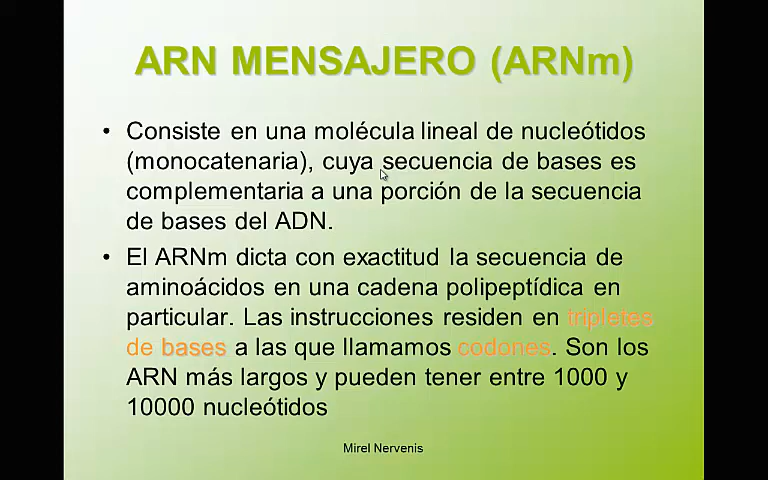 ARN MENSAJERO (ARNm)
• Consiste en una molécula lineal de nucleótidos
(monocatenaria), cuya secuencia de bases es
complementaria a una porción de la secuencia
de bases del ADN.
• El ARNm dicta con exactitud la secuencia de
aminoácidos en una cadena polipeptídica en
particular. Las instrucciones residen en tripletes
de bases a las que llamamos codones. Son los
ARN más largos y pueden tener entre 1000 y
10000 nucleótidos
Mirel Nervenis